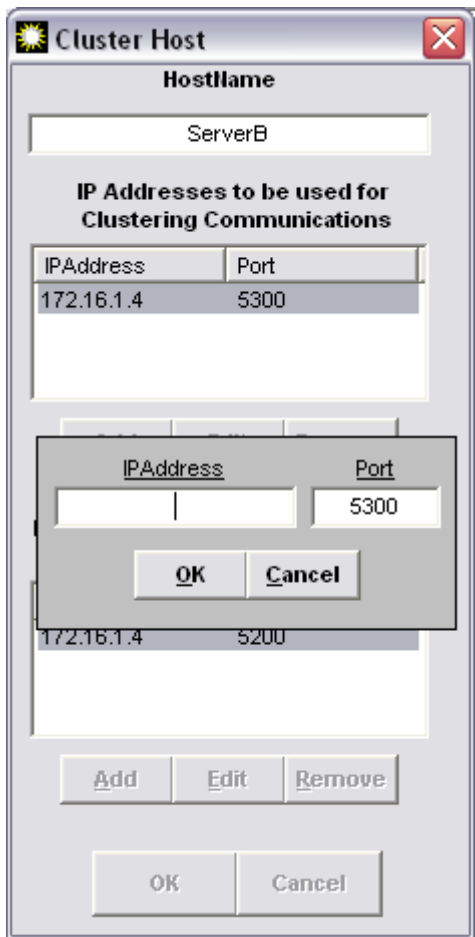 Cluster Host
HostName
ServerB
IP Addresses to be used for
Clustering Communications
IPAddress Port
172.16.1.4 5300
IPAddress Port
5300
OK Cancel
172.16.1.4 5200
Add Edit Remove
OK Cancel